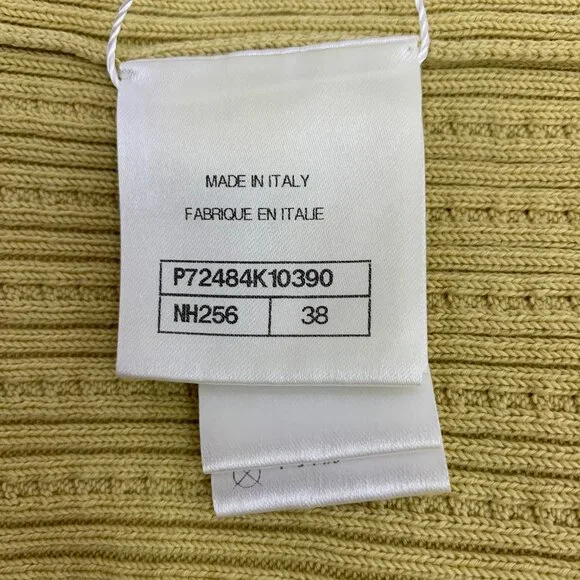 MADE IN ITALY
FABRIQUE EN ITALIE
P72484K10390
NH256 38